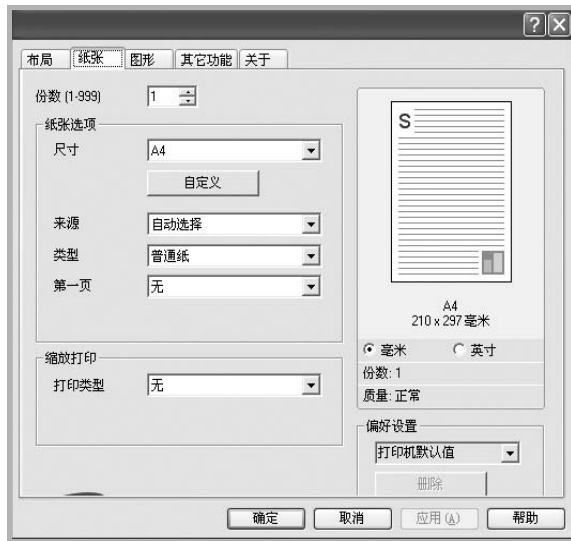 布局 纸张 图形 其它功能 关于
份数 (1-999) 1
纸张选项
尺寸 A4
自定义
来源 自动选择
类型 普通纸
第一页 无
缩放打印
打印类型 无
S
A4
210 x 297 毫米
毫米 英寸
份数: 1
质量: 正常
偏好设置
打印机默认值
删除
确定 取消 应用(A) 帮助